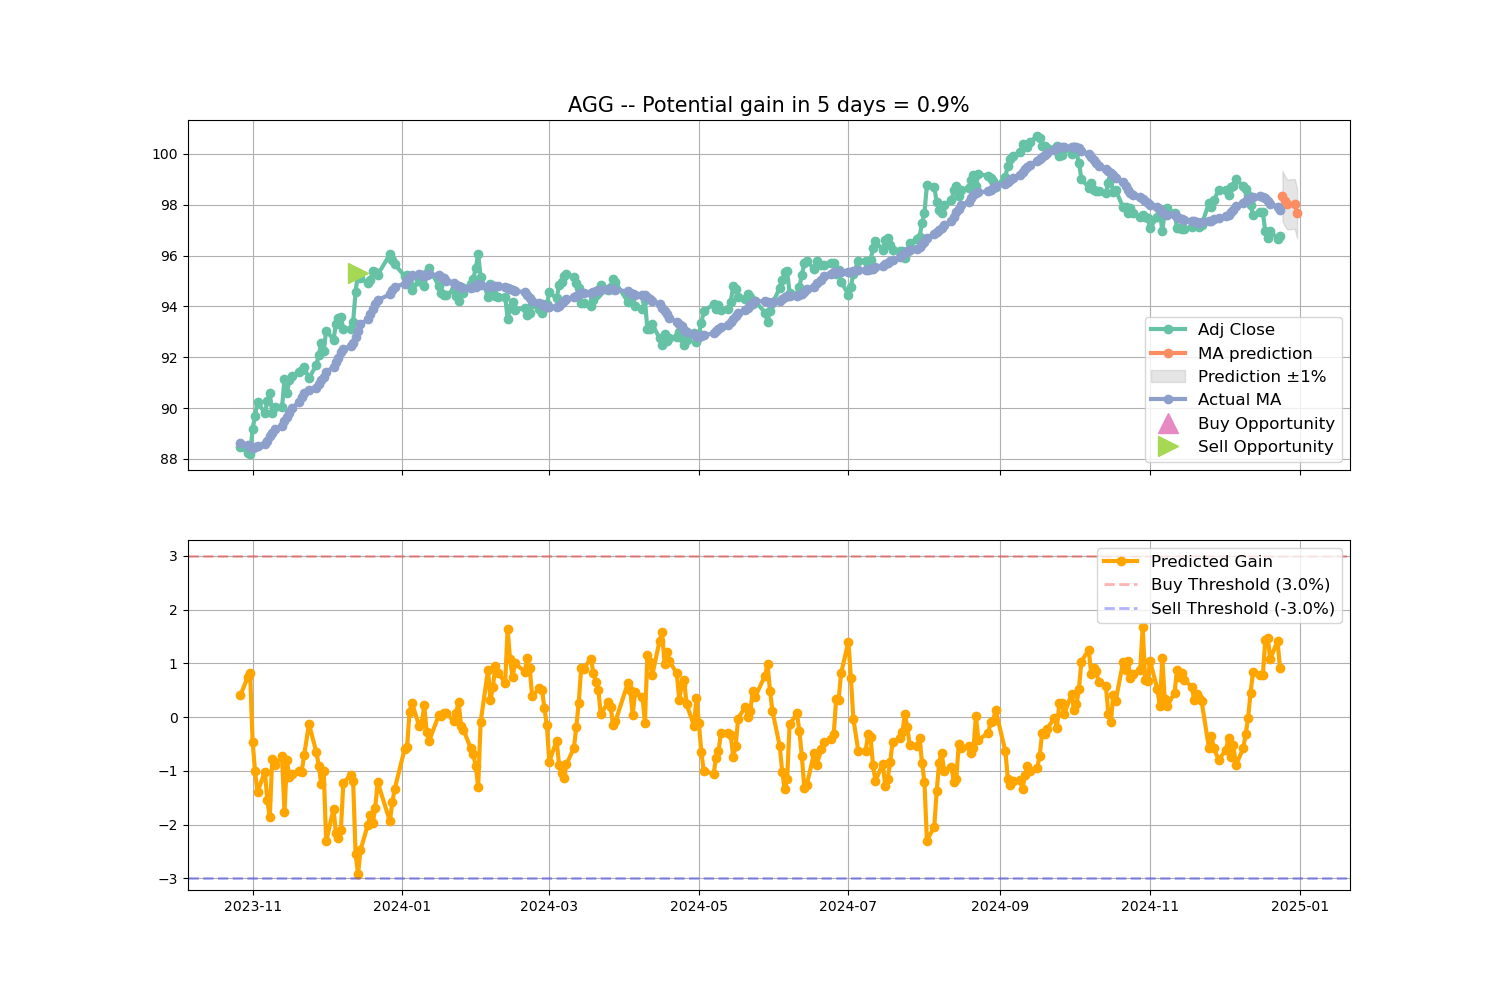 AGG -- Potential gain in 5 days = 0.9%
100
98
96
94
92
90
88
Adj Close
MA prediction
Prediction ±1%
Actual MA
Buy Opportunity
Sell Opportunity
3
2
1
0
−1
−2
−3
Predicted Gain
Buy Threshold (3.0%)
Sell Threshold (-3.0%)
2023-11
2024-01
2024-03
2024-05
2024-07
2024-09
2024-11
2025-01